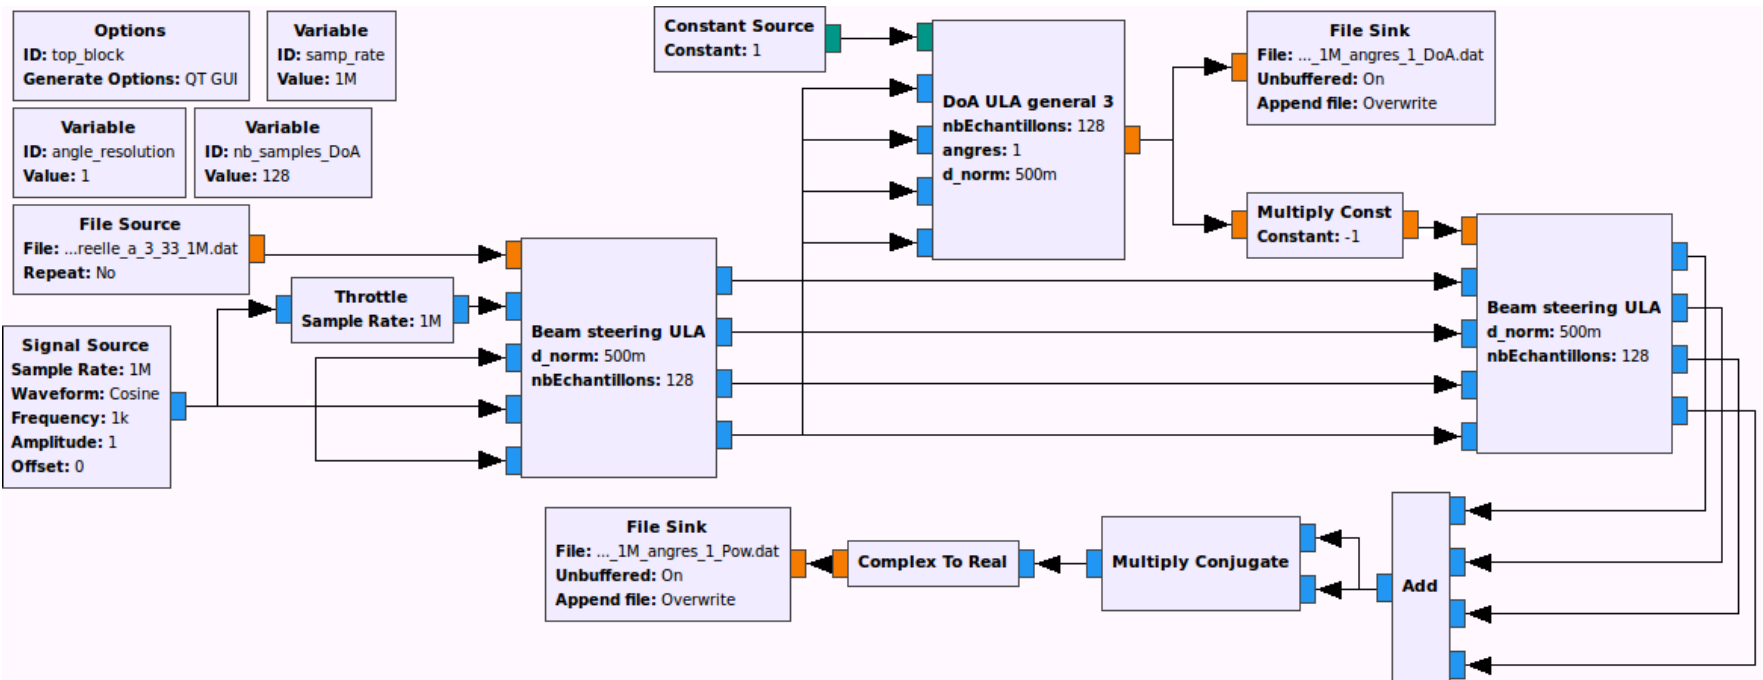 Options
ID: top_block
Generate Options: QT GUI
Variable
ID: samp_rate
Value: 1M
Variable
ID: angle_resolution
Value: 1
Variable
ID: nb_samples_DoA
Value: 128
File Source
File: ...reelle_a_3_33_1M.dat
Repeat: No
Throttle
Sample Rate: 1M
Signal Source
Sample Rate: 1M
Waveform: Cosine
Frequency: 1k
Amplitude: 1
Offset: 0
Beam steering ULA
d_norm: 500m
nbEchantillons: 128
Constant Source
Constant: 1
DoA ULA general 3
nbEchantillons: 128
angres: 1
d_norm: 500m
File Sink
File: ..._1M_angres_1_DoA.dat
Unbuffered: On
Append file: Overwrite
Multiply Const
Constant: -1
Beam steering ULA
d_norm: 500m
nbEchantillons: 128
Add
Multiply Conjugate
Complex To Real
File Sink
File: ..._1M_angres_1_Pow.dat
Unbuffered: On
Append file: Overwrite